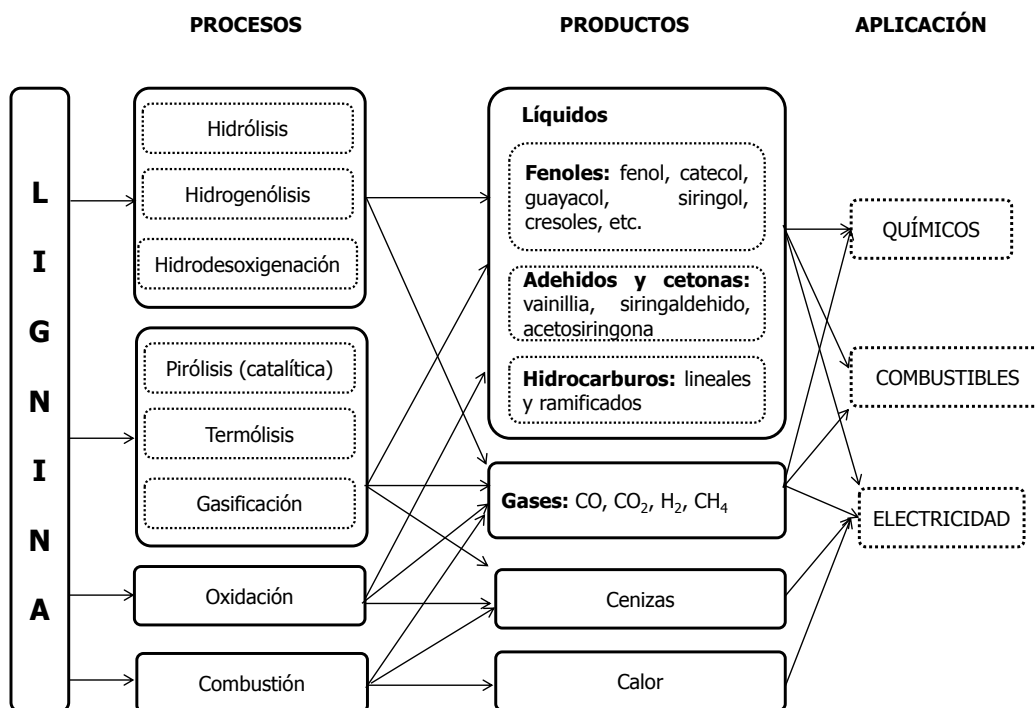 PROCESOS
PRODUCTOS
APLICACIÓN
L
I
G
N
I
N
A
Hidrólisis
Hidrogenólisis
Hidrodesoxigenación
Pirólisis (catalítica)
Termólisis
Gasificación
Oxidación
Combustión
Líquidos
Fenoles: fenol, catecol,
guayacol, siringol,
cresoles, etc.
Adehidos y cetonas:
vainillia, siringaldehido,
acetosiringona
Hidrocarburos: lineales
y ramificados
Gases: CO, CO₂, H₂, CH₄
Cenizas
Calor
QUÍMICOS
COMBUSTIBLES
ELECTRICIDAD